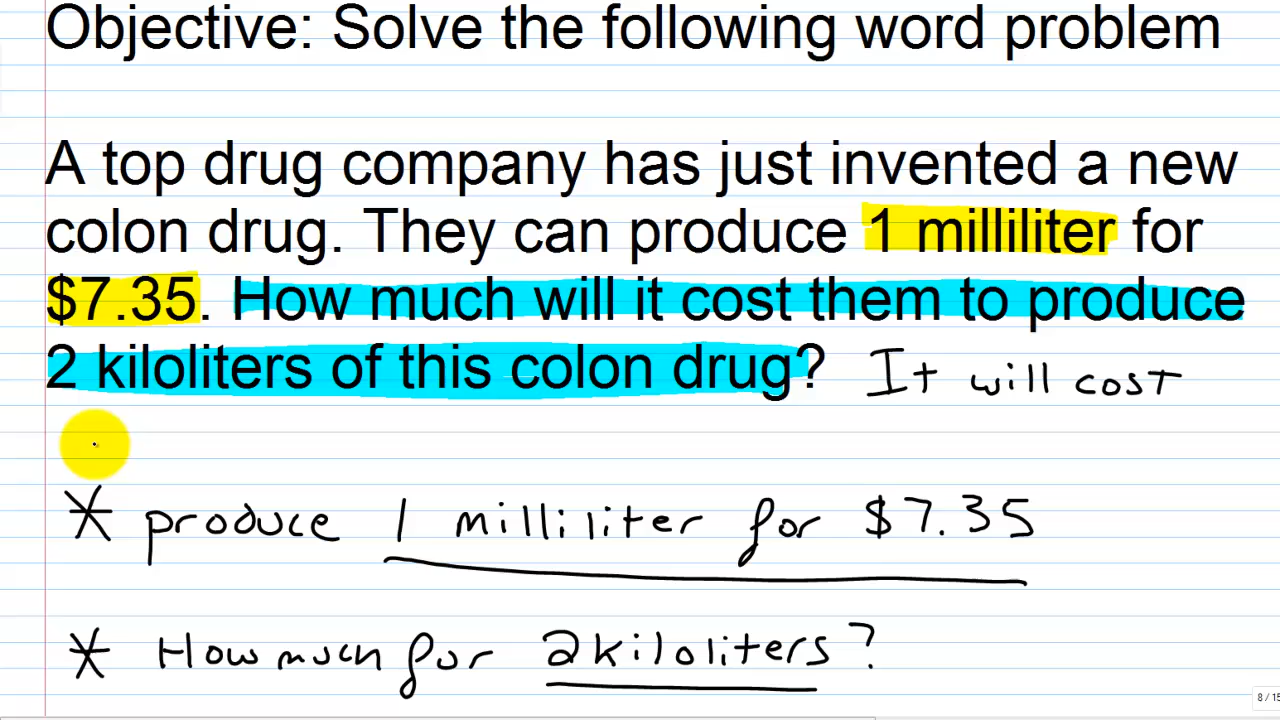 Objective: Solve the following word problem
A top drug company has just invented a new
colon drug. They can produce 1 milliliter for
$7.35. How much will it cost them to produce
2 kiloliters of this colon drug? It will cost
* produce 1 milliliter for $7.35
* How much for 2 kiloliters?
8 / 15